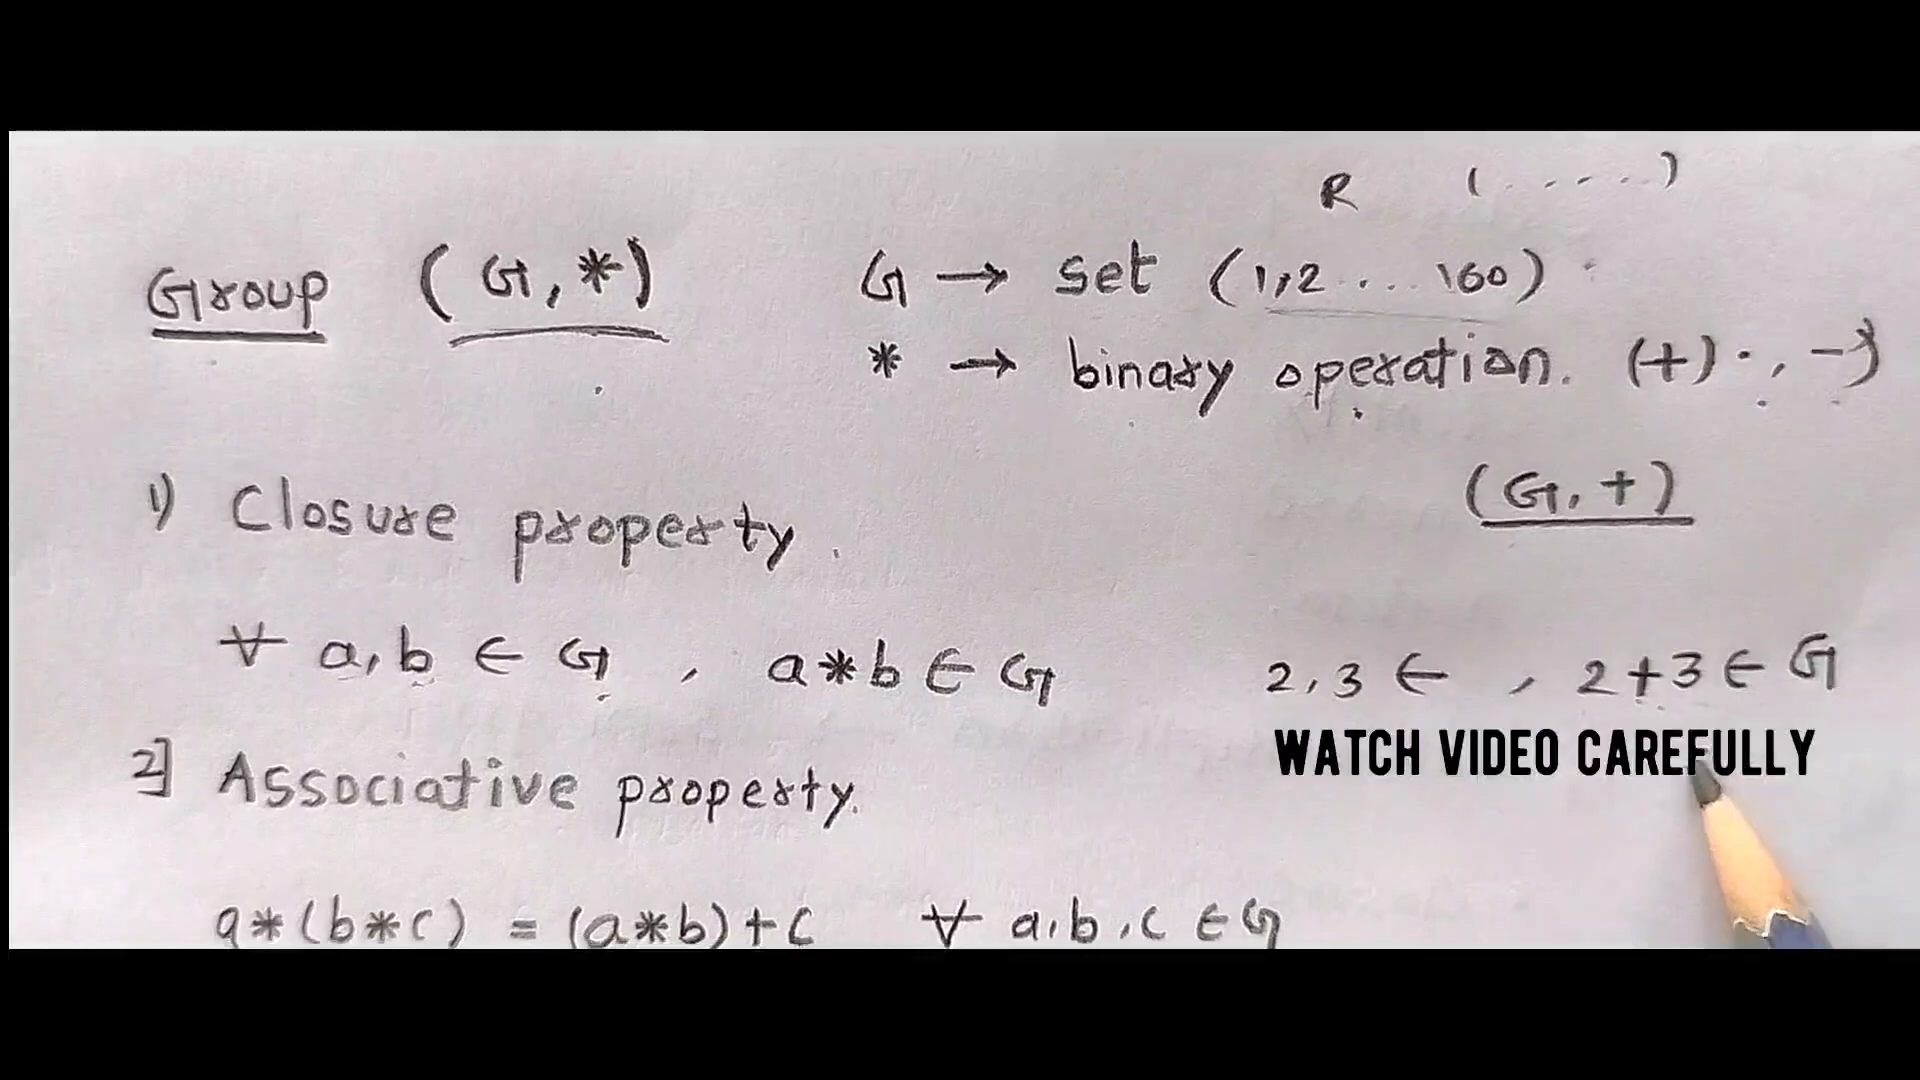 R (.....)
Group (G,*) G → set (1,2 ... 100)
* → binary operation. (+) ·, -)
1) Closure property. (G,+)
∀ a,b ∈ G , a*b ∈ G 2,3 ∈ , 2+3 ∈ G
WATCH VIDEO CAREFULLY
2] Associative property.
a*(b*c) = (a*b)+c ∀ a,b,c ∈ G